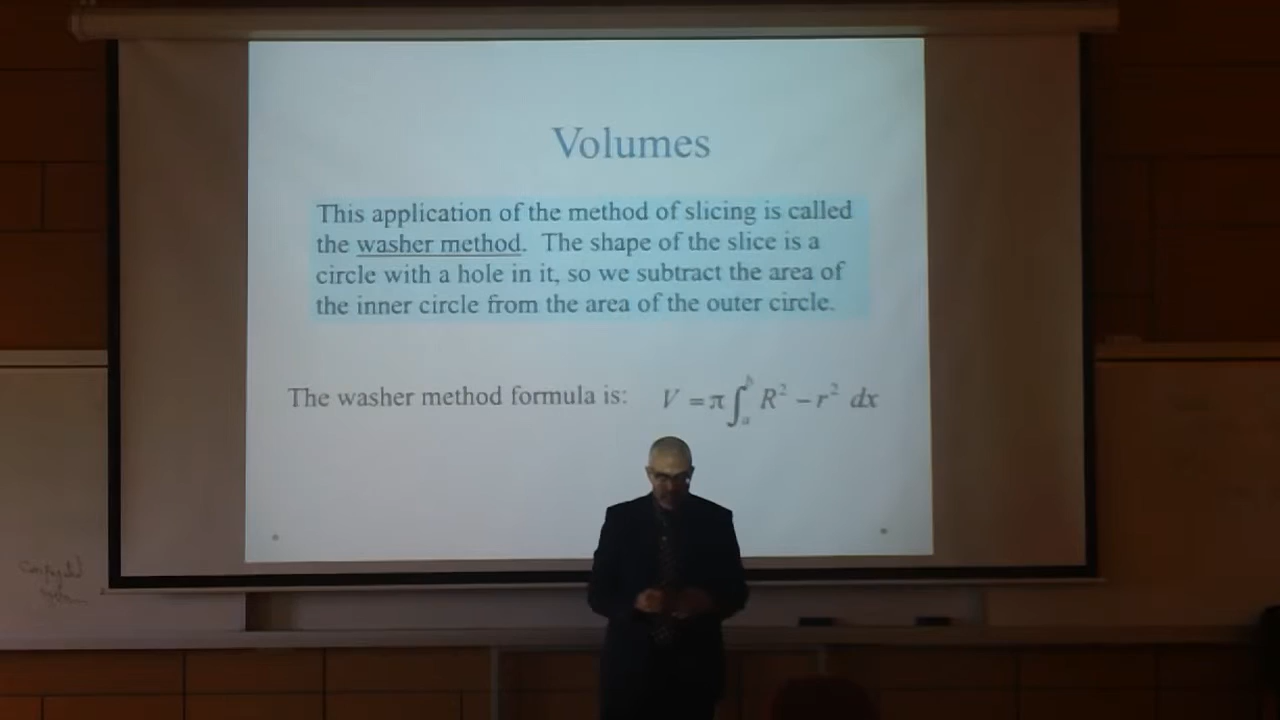 Volumes
This application of the method of slicing is called
the washer method. The shape of the slice is a
circle with a hole in it, so we subtract the area of
the inner circle from the area of the outer circle.
The washer method formula is: V = π∫ₐᵇ R² − r² dx